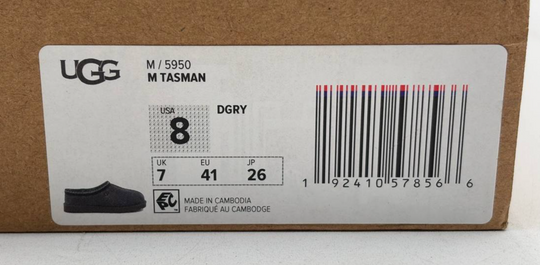 UGG
M / 5950
M TASMAN
USA
8
DGRY
UK EU JP
7 41 26
MADE IN CAMBODIA
FABRIQUÉ AU CAMBODGE
1 92410 57856 6